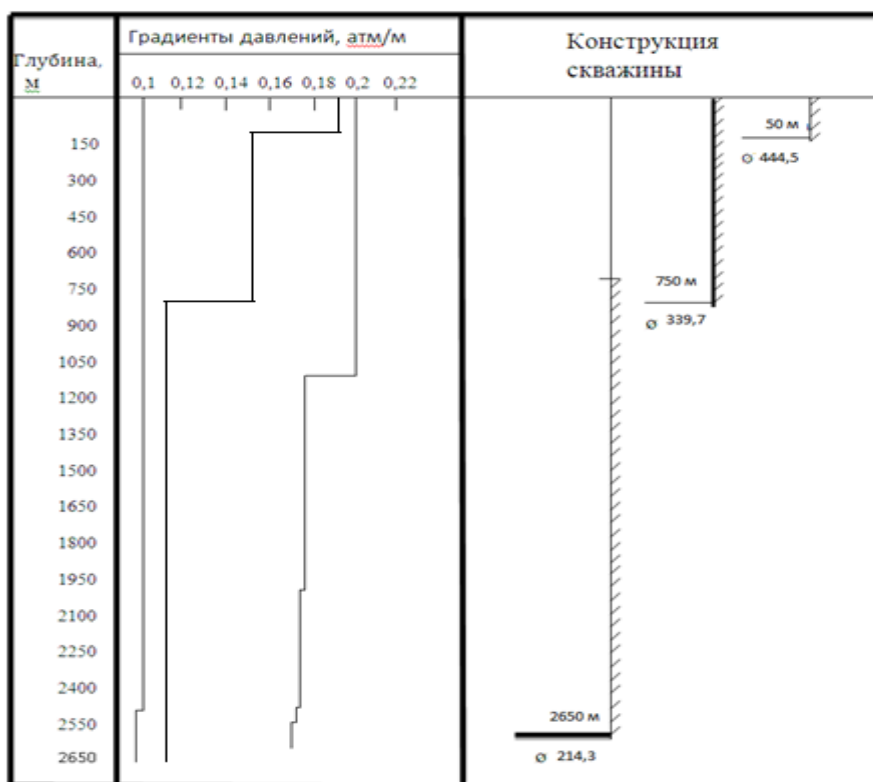 Глубина,
м
Градиенты давлений, атм/м
0,1 0,12 0,14 0,16 0,18 0,2 0,22
Конструкция
скважины
150
300
450
600
750
900
1050
1200
1350
1500
1650
1800
1950
2100
2250
2400
2550
2650
50 м
∅ 444,5
750 м
∅ 339,7
2650 м
∅ 214,3